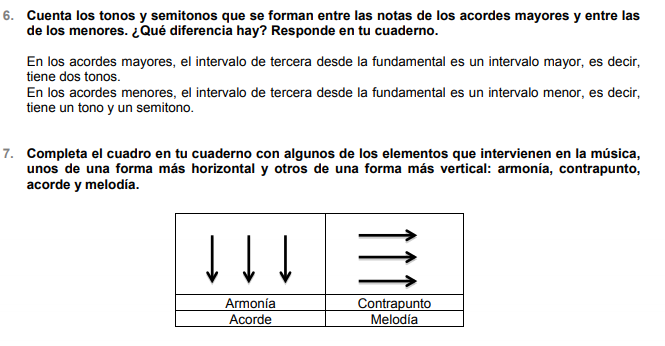 6. Cuenta los tonos y semitonos que se forman entre las notas de los acordes mayores y entre las
de los menores. ¿Qué diferencia hay? Responde en tu cuaderno.
En los acordes mayores, el intervalo de tercera desde la fundamental es un intervalo mayor, es decir,
tiene dos tonos.
En los acordes menores, el intervalo de tercera desde la fundamental es un intervalo menor, es decir,
tiene un tono y un semitono.
7. Completa el cuadro en tu cuaderno con algunos de los elementos que intervienen en la música,
unos de una forma más horizontal y otros de una forma más vertical: armonía, contrapunto,
acorde y melodía.
Armonía Contrapunto
Acorde Melodía